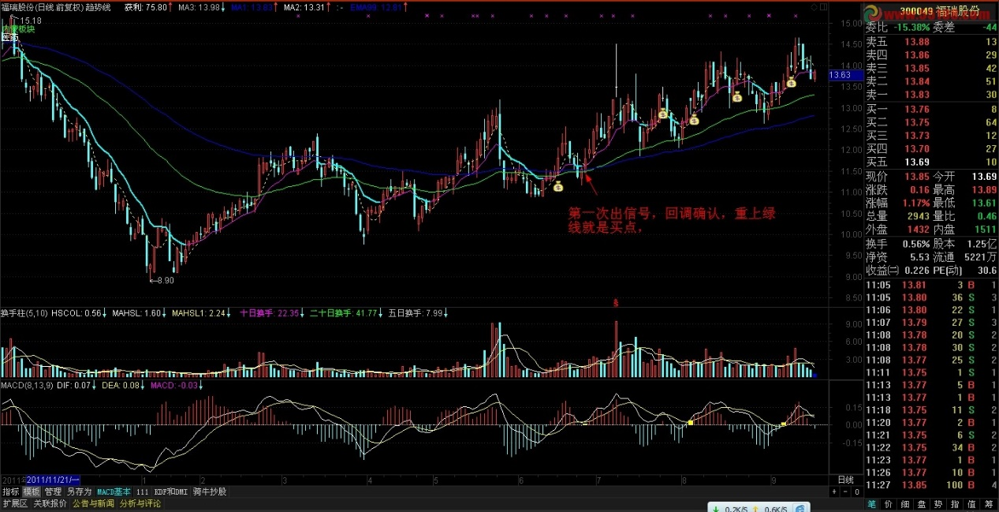 福瑞股份(日线 前复权) 趋势线 获利: 75.80↑ MA3: 13.98↓ MA1: 13.63↑ MA2: 13.31↑ :- EMA99: 12.81↑
300049 福瑞股份
←15.18
内蒙板块
医药
委比 -15.38% 委差 -44
卖五 13.88 13
卖四 13.86 29
卖三 13.85 42
卖二 13.84 51
卖一 13.83 30
买一 13.76 8
买二 13.75 64
买三 13.73 12
买四 13.70 27
买五 13.69 10
现价 13.85 今开 13.69
涨跌 0.16 最高 13.89
涨幅 1.17% 最低 13.61
总量 2943 量比 0.46
外盘 1432 内盘 1511
换手 0.56% 股本 1.25亿
净资 5.53 流通 5221万
收益㈡ 0.226 PE(动) 30.6
15.00
14.50
14.00
13.63
13.50
13.00
12.50
12.00
11.50
11.00
10.50
10.00
9.50
9.00
8.50
第一次出信号，回调确认，重上绿
线就是买点，
←8.90
换手柱(5,10) HSCOL: 0.56↓ MAHSL: 1.60↓ MAHSL1: 2.24↓ 十日换手: 22.35↓ 二十日换手: 41.77↓ 五日换手: 7.99↓
9.00
6.00
3.00
MACD(8,13,9) DIF: 0.07↓ DEA: 0.08↓ MACD: -0.03↓
0.15
0.00
-0.15
11:05 13.81 3 B 1
11:05 13.80 36 S 3
11:06 13.80 22 S 1
11:07 13.79 27 S 3
11:08 13.78 20 S 2
11:08 13.78 30 S 2
11:08 13.77 25 S 2
11:11 13.75 1 S 1
11:13 13.77 5 B 1
11:13 13.77 1 B 1
11:18 13.75 11 S 2
11:20 13.77 2 B 1
11:21 13.75 6 S 2
11:22 13.75 34 B 2
11:23 13.77 1 B 1
11:26 13.77 10 B 1
11:27 13.85 100 B 4
2011年 2011/11/21/一 1 2 3 4 5 6 7 8 9 日线
指标 模板 管理 另存为 MACD基本 111 KDF和DMI 骑牛抄股 + - 0
扩展区 关联报价 公告与新闻 分析与评论
0.2K/S 0.6K/S
笔 价 细 盘 势 指 值 筹